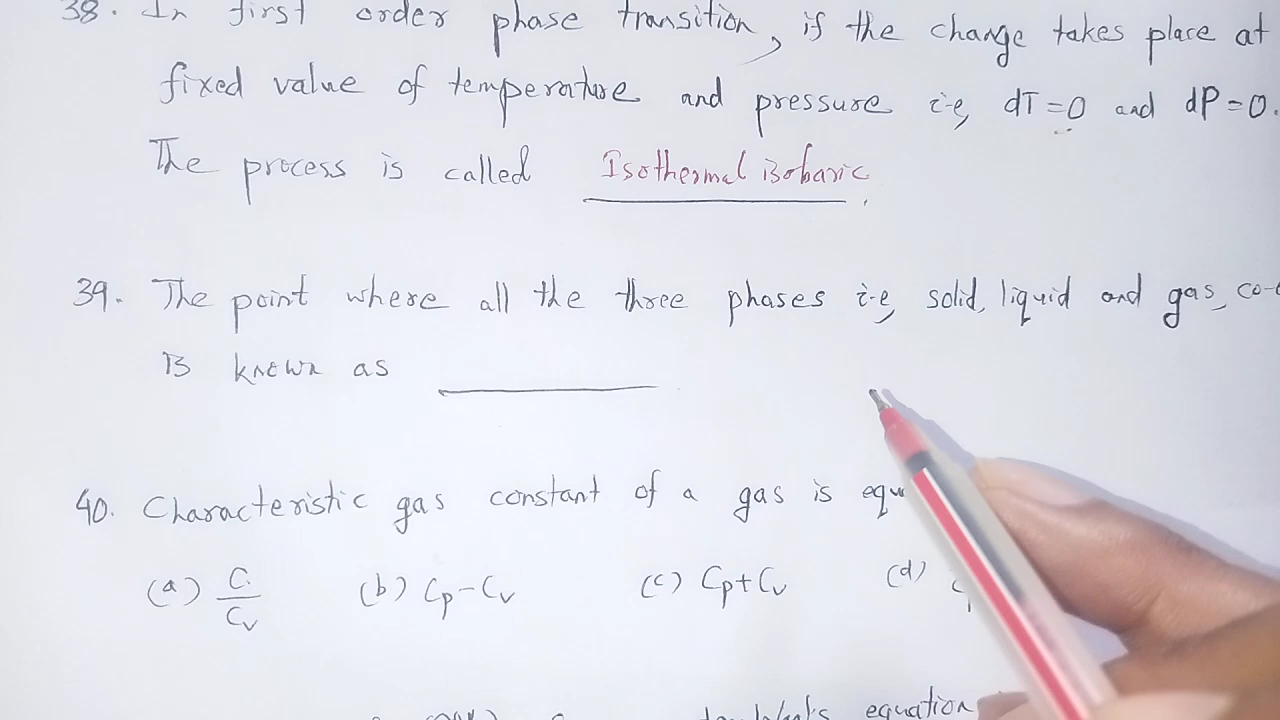 38. In first order phase transition, if the change takes place at
fixed value of temperature and pressure i-e, dT=0 and dP=0.
The process is called Isothermal isobaric.
39. The point where all the three phases i-e, solid, liquid and gas, co-
is known as
40. Characteristic gas constant of a gas is
(a) C/Cv (b) Cp-Cv (c) Cp+Cv (d)
equation